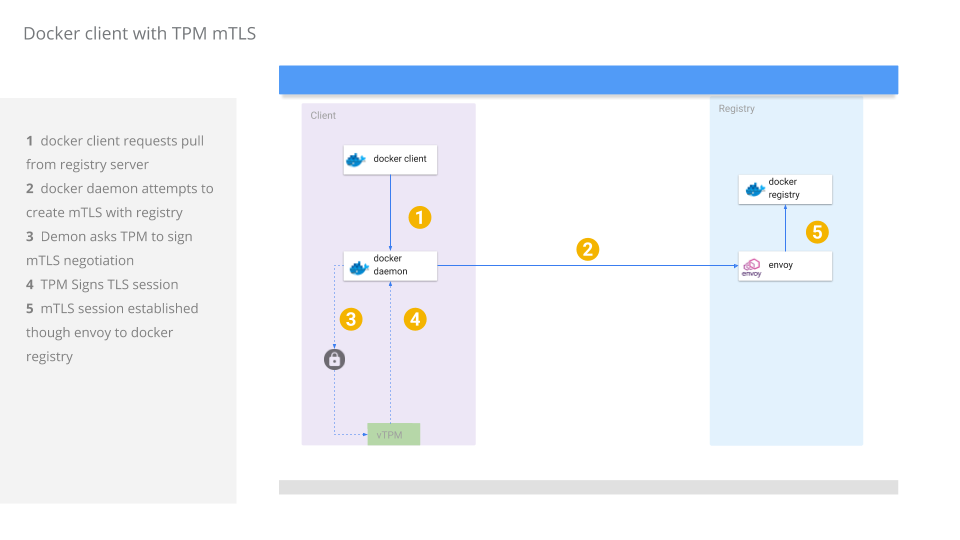 Docker client with TPM mTLS
1 docker client requests pull
from registry server
2 docker daemon attempts to
create mTLS with registry
3 Demon asks TPM to sign
mTLS negotiation
4 TPM Signs TLS session
5 mTLS session established
though envoy to docker
registry
Client
Registry
docker client
docker
registry
1
5
2
docker
daemon
envoy
envoy
3
4
vTPM